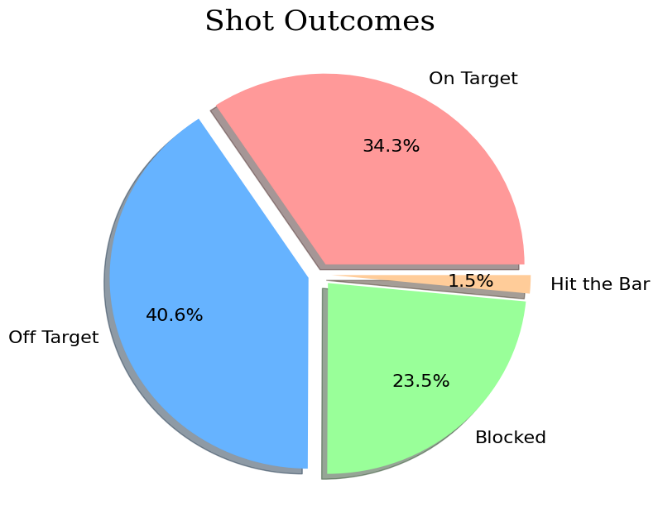 Shot Outcomes
On Target
34.3%
1.5%
Hit the Bar
40.6%
Off Target
23.5%
Blocked